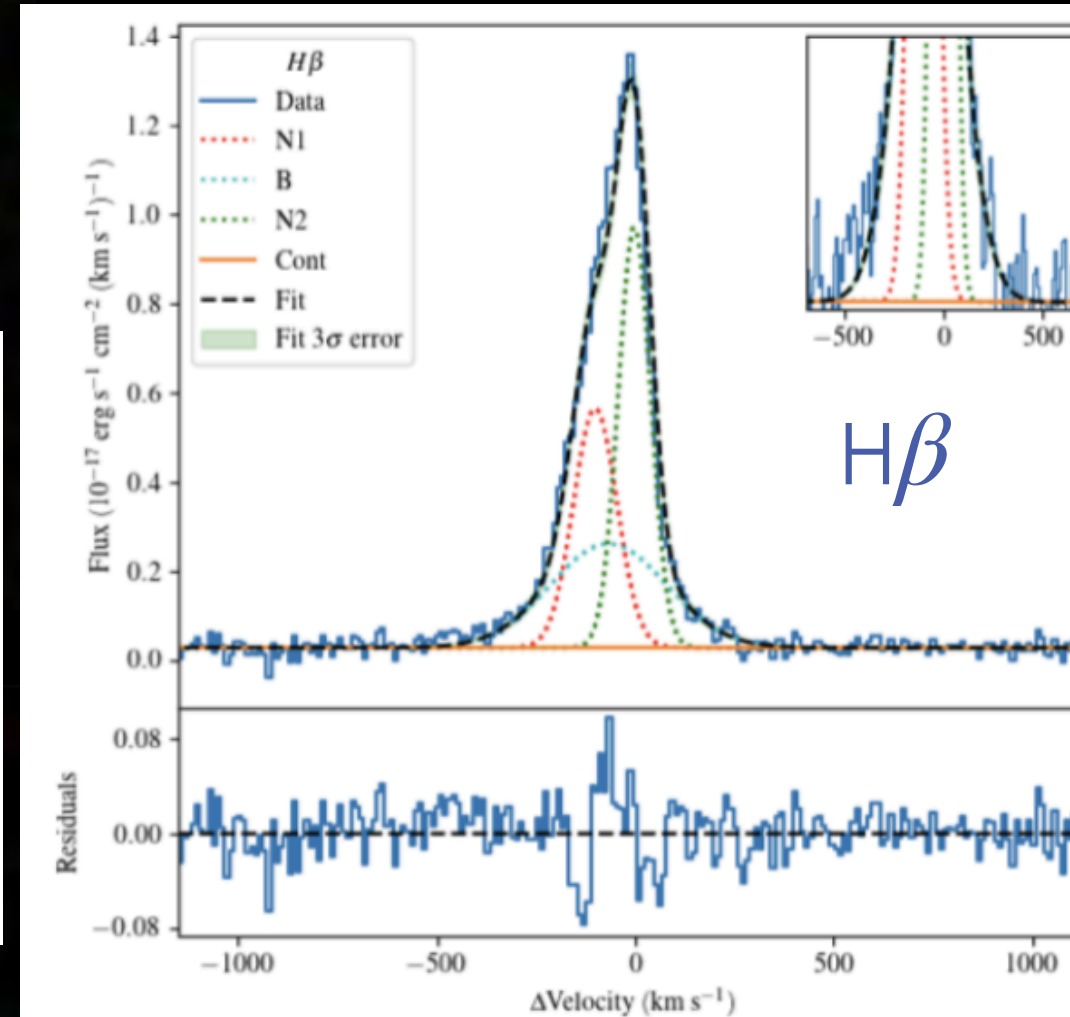 1.4
1.2
1.0
0.8
0.6
0.4
0.2
0.0
Flux (10⁻¹⁷ erg s⁻¹ cm⁻² (km s⁻¹)⁻¹)
Hβ
Data
N1
B
N2
Cont
Fit
Fit 3σ error
−500 0 500
Hβ
0.08
0.00
−0.08
Residuals
−1000 −500 0 500 1000
ΔVelocity (km s⁻¹)